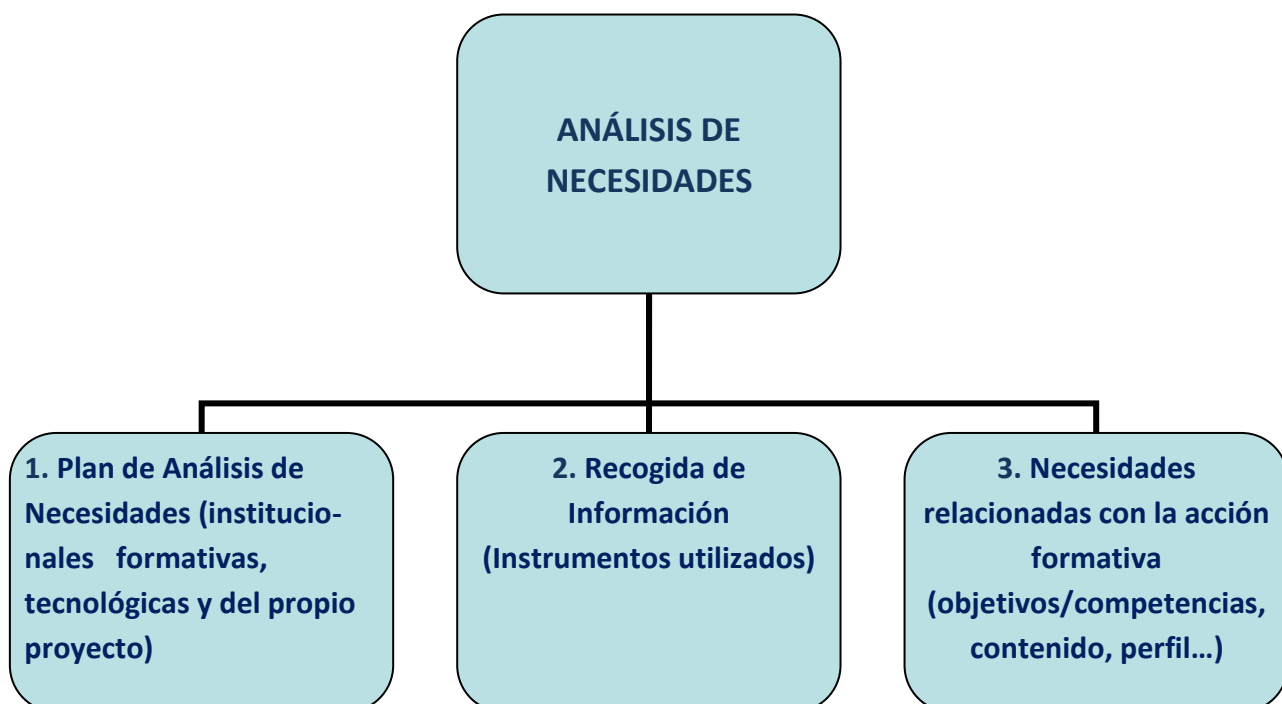 ANÁLISIS DE
NECESIDADES
1. Plan de Análisis de
Necesidades (institucio-
nales formativas,
tecnológicas y del propio
proyecto)
2. Recogida de
Información
(Instrumentos utilizados)
3. Necesidades
relacionadas con la acción
formativa
(objetivos/competencias,
contenido, perfil…)